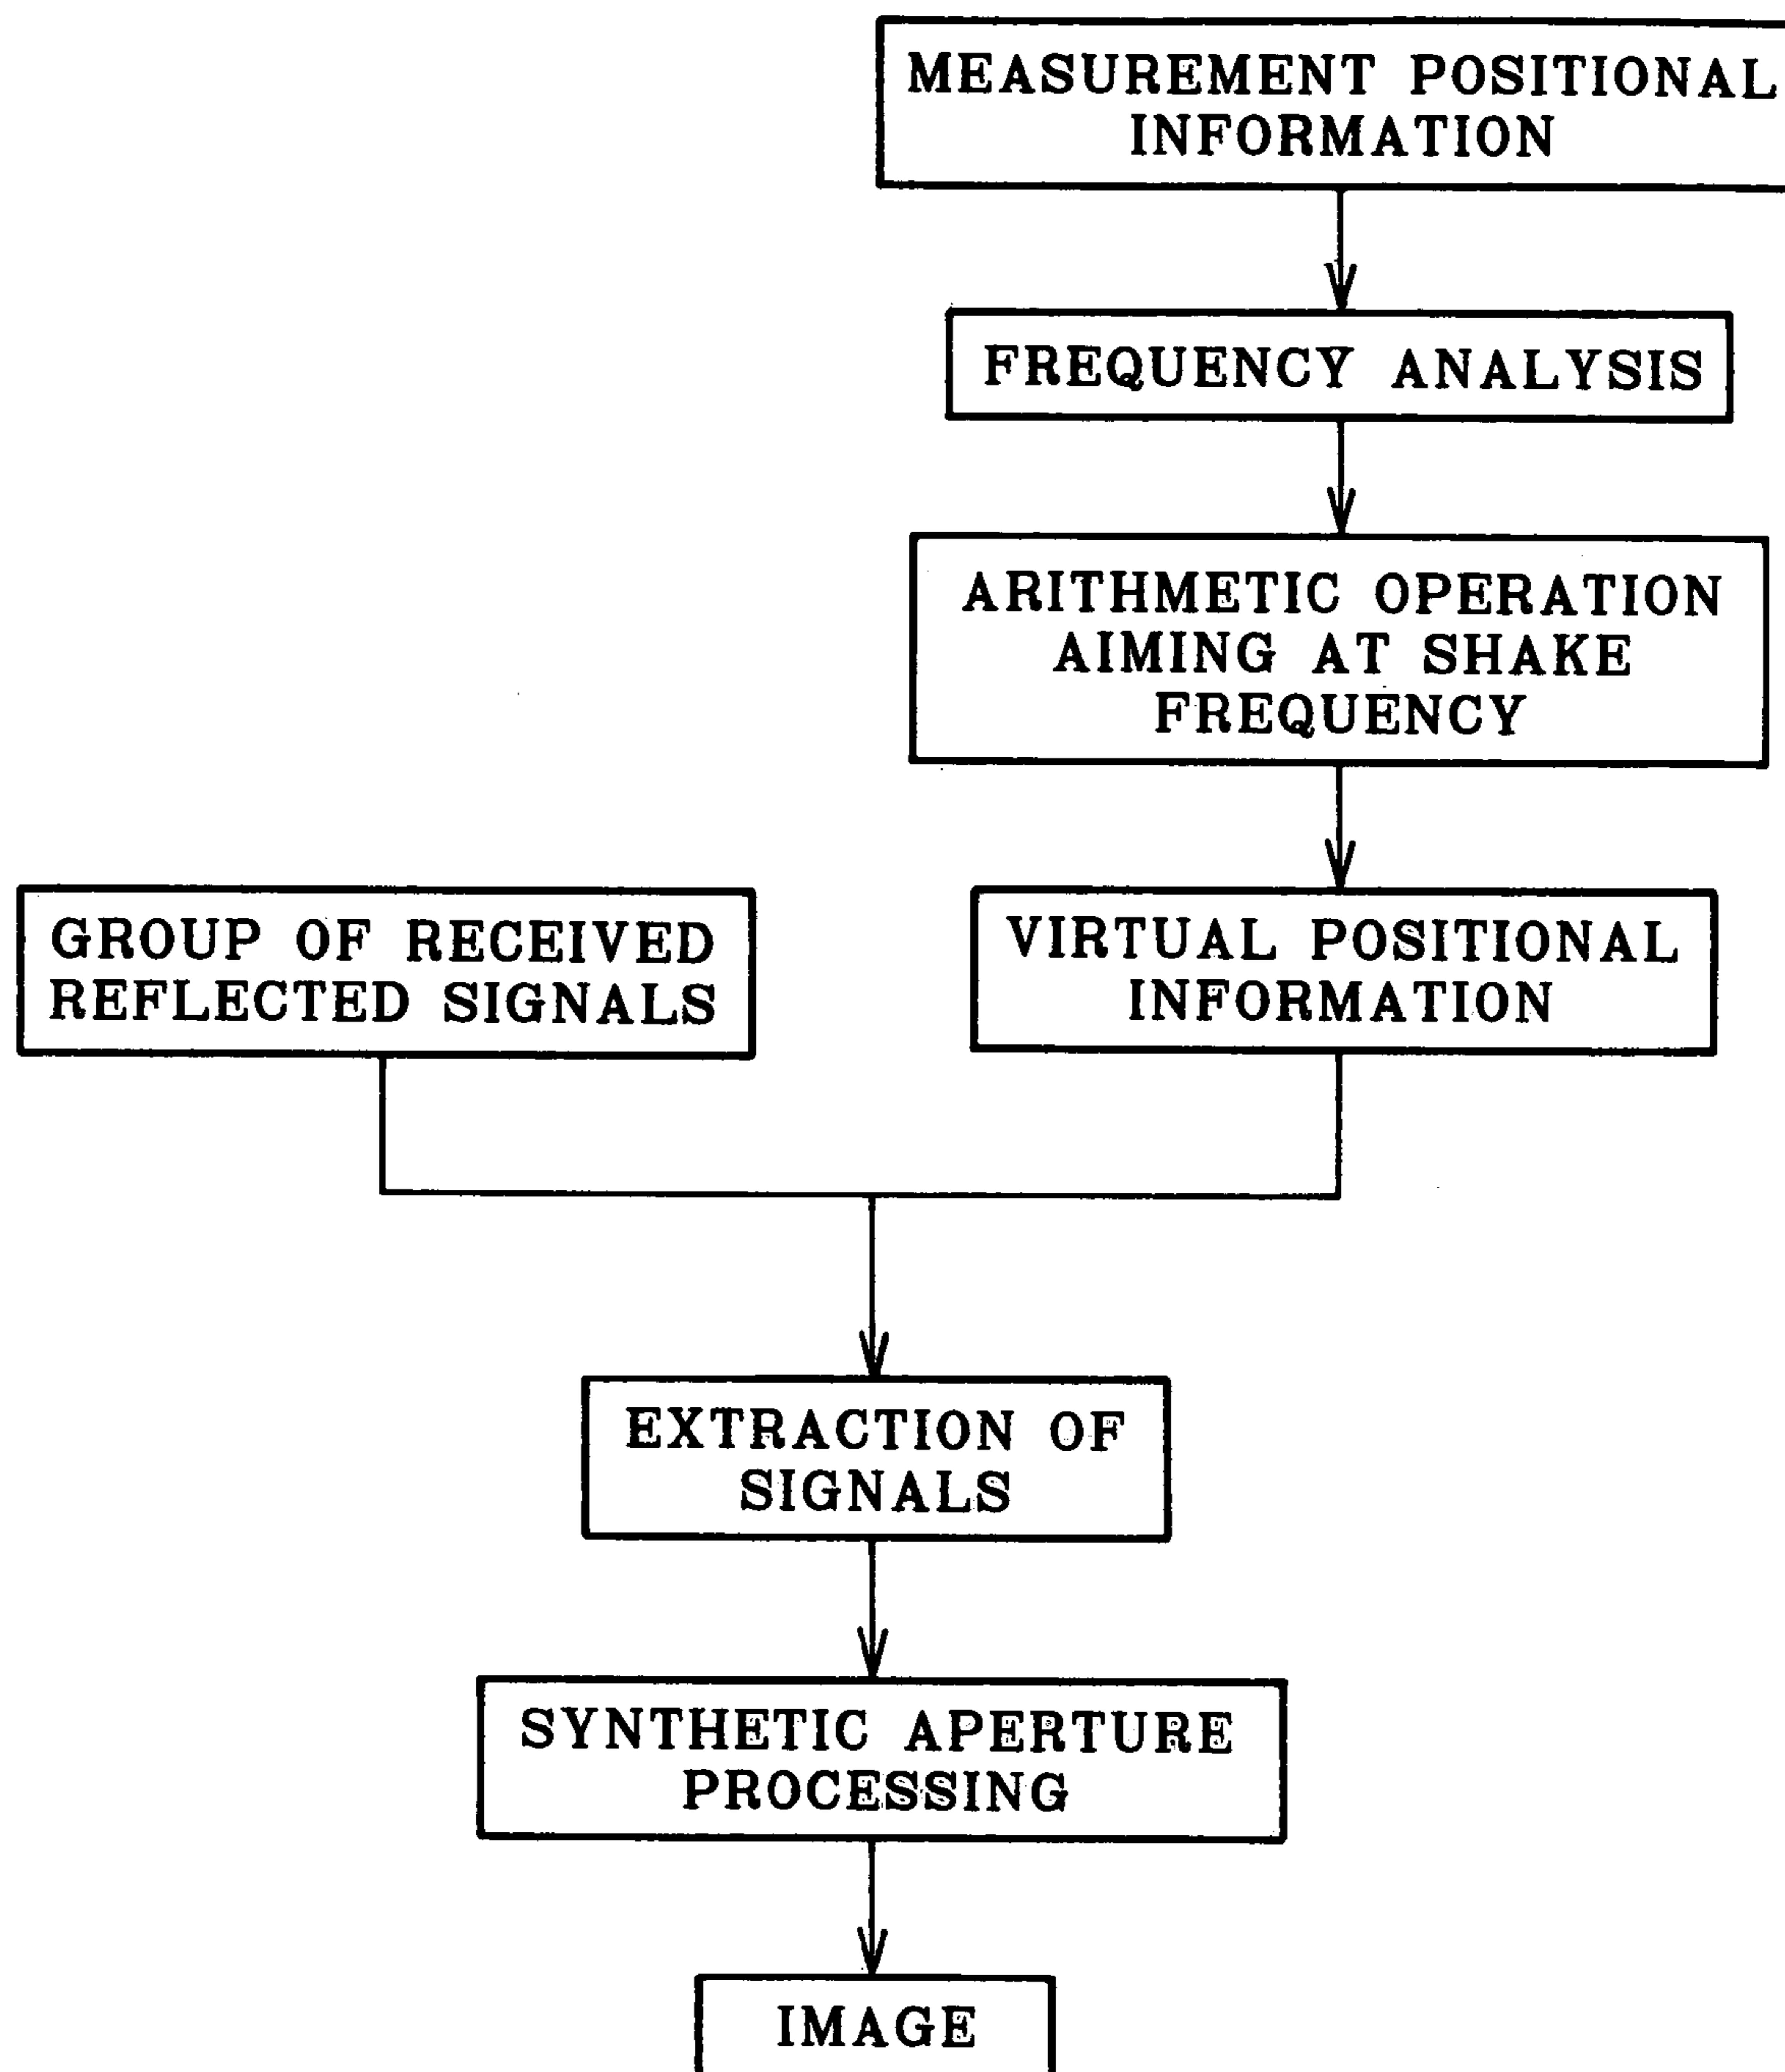 MEASUREMENT POSITIONAL
INFORMATION
FREQUENCY ANALYSIS
ARITHMETIC OPERATION
AIMING AT SHAKE
FREQUENCY
GROUP OF RECEIVED
REFLECTED SIGNALS
VIRTUAL POSITIONAL
INFORMATION
EXTRACTION OF
SIGNALS
SYNTHETIC APERTURE
PROCESSING
IMAGE